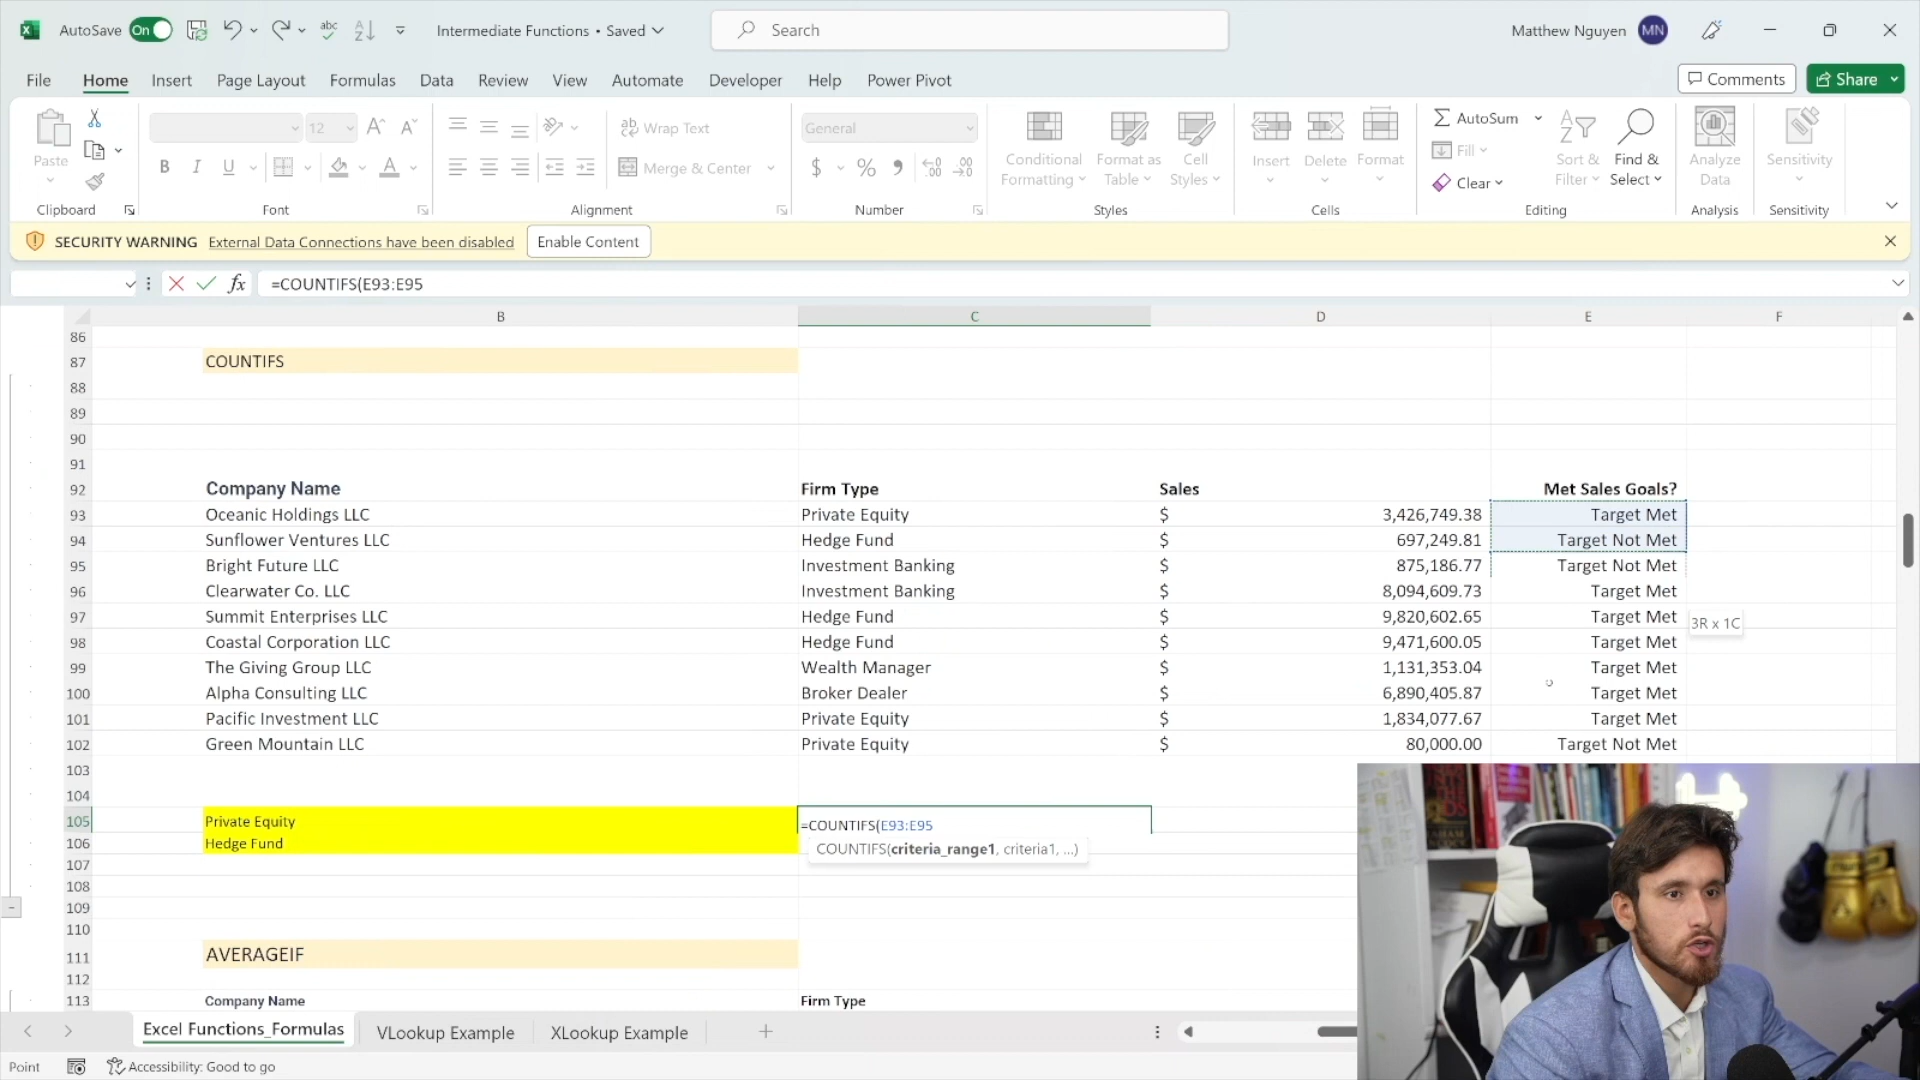 AutoSave On Intermediate Functions • Saved Search Matthew Nguyen MN
File Home Insert Page Layout Formulas Data Review View Automate Developer Help Power Pivot Comments Share
Paste
Clipboard
12
B I U A
Font
ab Wrap Text
Merge & Center
Alignment
General
$ %
Number
Conditional Formatting
Format as Table
Cell Styles
Styles
Insert Delete Format
Cells
AutoSum
Fill
Clear
Sort & Filter
Find & Select
Editing
Analyze Data
Analysis
Sensitivity
Sensitivity
SECURITY WARNING External Data Connections have been disabled Enable Content
fx =COUNTIFS(E93:E95
B C D E F
86
87 COUNTIFS
88
89
90
91
92 Company Name Firm Type Sales Met Sales Goals?
93 Oceanic Holdings LLC Private Equity $ 3,426,749.38 Target Met
94 Sunflower Ventures LLC Hedge Fund $ 697,249.81 Target Not Met
95 Bright Future LLC Investment Banking $ 875,186.77 Target Not Met
96 Clearwater Co. LLC Investment Banking $ 8,094,609.73 Target Met
97 Summit Enterprises LLC Hedge Fund $ 9,820,602.65 Target Met
3R x 1C
98 Coastal Corporation LLC Hedge Fund $ 9,471,600.05 Target Met
99 The Giving Group LLC Wealth Manager $ 1,131,353.04 Target Met
100 Alpha Consulting LLC Broker Dealer $ 6,890,405.87 Target Met
101 Pacific Investment LLC Private Equity $ 1,834,077.67 Target Met
102 Green Mountain LLC Private Equity $ 80,000.00 Target Not Met
103
104
105 Private Equity =COUNTIFS(E93:E95
106 Hedge Fund COUNTIFS(criteria_range1, criteria1, ...)
107
108
109
110
111 AVERAGEIF
112
113 Company Name Firm Type
Excel Functions_Formulas VLookup Example XLookup Example
Point Accessibility: Good to go